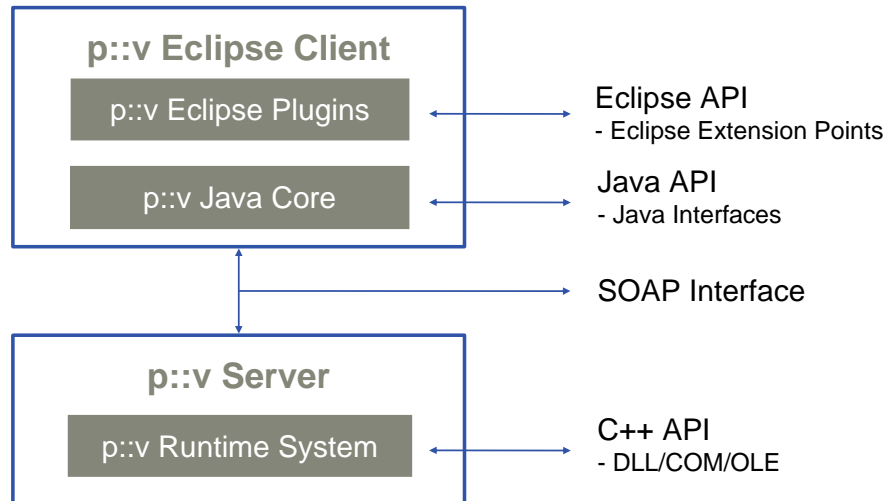 p::v Eclipse Client
p::v Eclipse Plugins
Eclipse API
- Eclipse Extension Points
p::v Java Core
Java API
- Java Interfaces
SOAP Interface
p::v Server
p::v Runtime System
C++ API
- DLL/COM/OLE